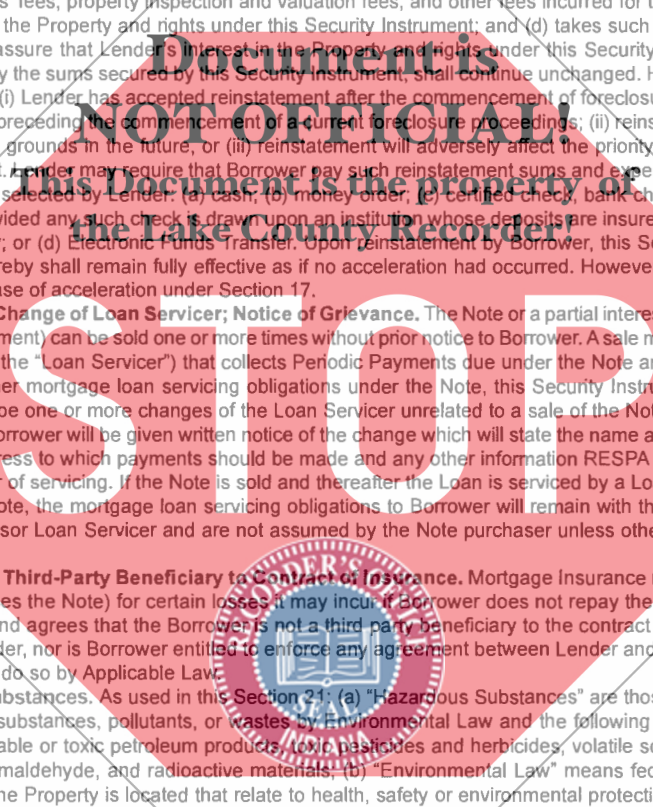 s fees, property inspection and valuation fees, and other fees incurred for t
the Property and rights under this Security Instrument; and (d) takes such
assure that Lender's interest in the Property and rights under this Security
y the sums secured by this Security Instrument, shall continue unchanged. H
(i) Lender has accepted reinstatement after the commencement of foreclosu
preceding the commencement of a current foreclosure proceedings; (ii) reins
grounds in the future, or (iii) reinstatement will adversely affect the priority
t. Lender may require that Borrower pay such reinstatement sums and expe
selected by Lender: (a) cash; (b) money order; (c) certified check, bank ch
vided any such check is drawn upon an institution whose deposits are insure
; or (d) Electronic Funds Transfer. Upon reinstatement by Borrower, this Se
reby shall remain fully effective as if no acceleration had occurred. Howeve
ase of acceleration under Section 17.
Change of Loan Servicer; Notice of Grievance. The Note or a partial interes
ment) can be sold one or more times without prior notice to Borrower. A sale m
the “Loan Servicer”) that collects Periodic Payments due under the Note an
er mortgage loan servicing obligations under the Note, this Security Instru
be one or more changes of the Loan Servicer unrelated to a sale of the Not
orrower will be given written notice of the change which will state the name a
ress to which payments should be made and any other information RESPA
r of servicing. If the Note is sold and thereafter the Loan is serviced by a Lo
ote, the mortgage loan servicing obligations to Borrower will remain with th
sor Loan Servicer and are not assumed by the Note purchaser unless othe
Third-Party Beneficiary to Contract of Insurance. Mortgage Insurance
es the Note) for certain losses it may incur if Borrower does not repay the
nd agrees that the Borrower is not a third party beneficiary to the contract
der, nor is Borrower entitled to enforce any agreement between Lender and
do so by Applicable Law.
bstances. As used in this Section 21: (a) “Hazardous Substances” are thos
substances, pollutants, or wastes by Environmental Law and the following
able or toxic petroleum products, toxic pesticides and herbicides, volatile so
maldehyde, and radioactive materials; (b) “Environmental Law” means fed
he Property is located that relate to health, safety or environmental protecti
Document is
NOT OFFICIAL!
This Document is the property of
the Lake County Recorder!
STOP
RECORDER'S
SEAL
INDIANA